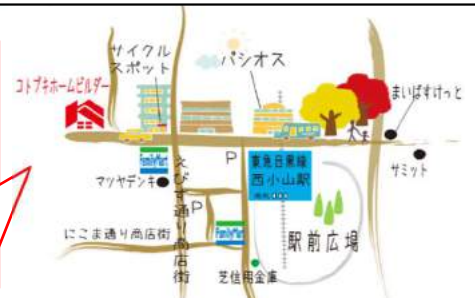 サイクル
スポット
パシオス
コトブキホームビルダー
まいばすけっと
サミット
P
FamilyMart
東急目黒線
西小山駅
マツヤデンキ
えびす通り商店街
P
にこま通り商店街
FamilyMart
駅前広場
芝信用金庫